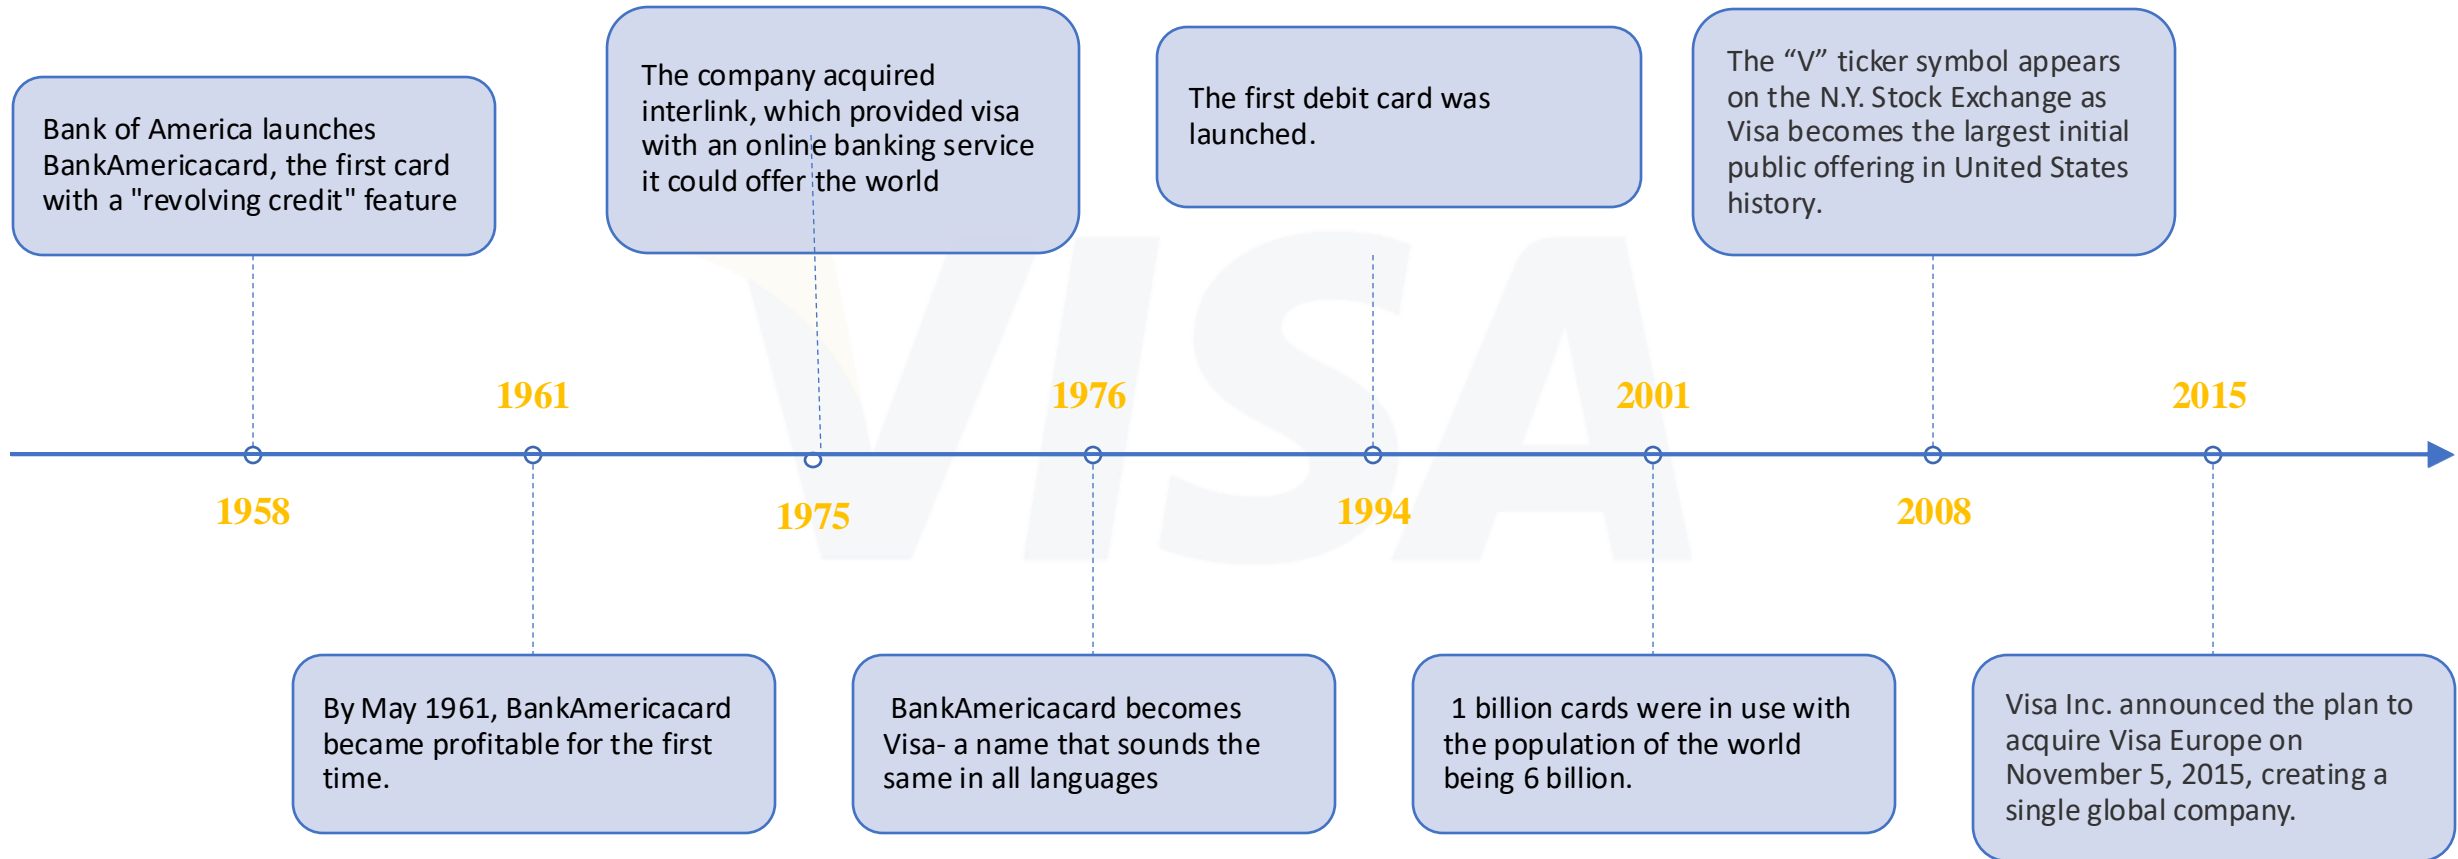 Bank of America launches
BankAmericacard, the first card
with a "revolving credit" feature
The company acquired
interlink, which provided visa
with an online banking service
it could offer the world
The first debit card was
launched.
The “V” ticker symbol appears
on the N.Y. Stock Exchange as
Visa becomes the largest initial
public offering in United States
history.
VISA
1961
1976
2001
2015
1958
1975
1994
2008
By May 1961, BankAmericacard
became profitable for the first
time.
BankAmericacard becomes
Visa- a name that sounds the
same in all languages
1 billion cards were in use with
the population of the world
being 6 billion.
Visa Inc. announced the plan to
acquire Visa Europe on
November 5, 2015, creating a
single global company.